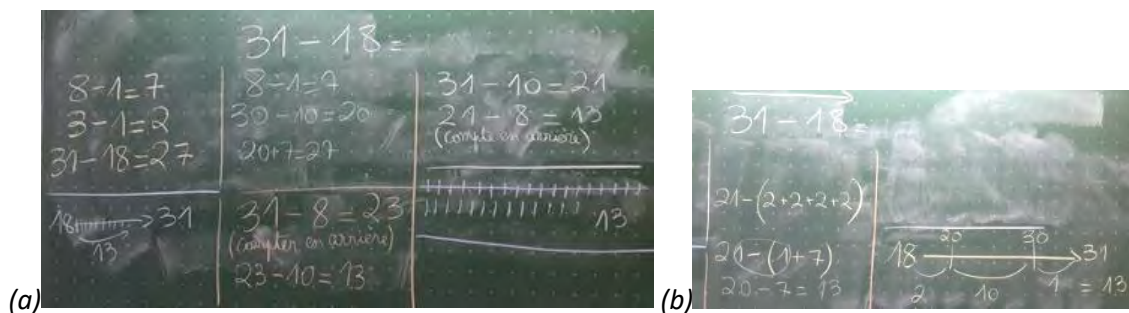 31-18=
8-1=7
3-1=2
31-18=27
8-1=7
30-10=20
20+7=27
31-10=21
21-8=13
(compte en arrière)
18 → 31
13
31-8=23
(compter en arrière)
23-10=13
13
(a)
31-18=
21-(2+2+2+2)
21-(1+7)
20-7=13
20 30
18 → 31
2 10 1 =13
(b)